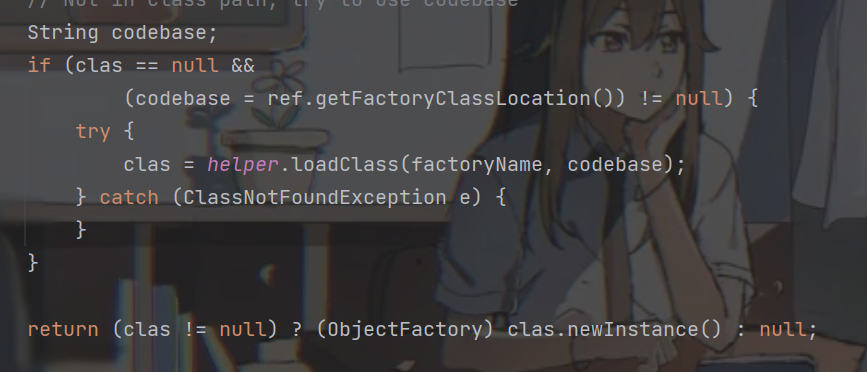 // Not in class path; try to use codebase
String codebase;
if (clas == null &&
(codebase = ref.getFactoryClassLocation()) != null) {
try {
clas = helper.loadClass(factoryName, codebase);
} catch (ClassNotFoundException e) {
}
}
return (clas != null) ? (ObjectFactory) clas.newInstance() : null;